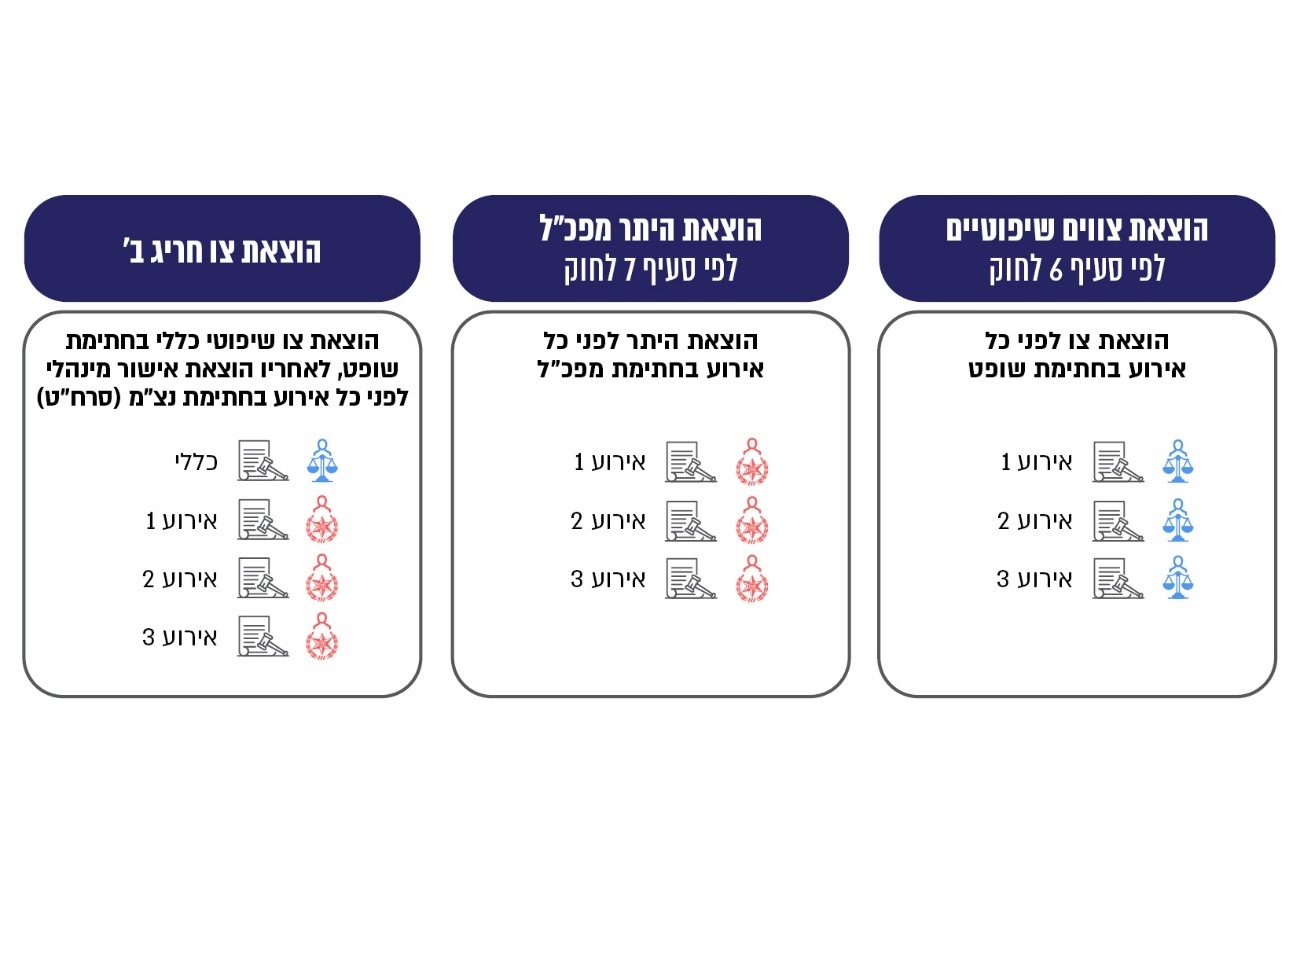 הוצאת צווים שיפוטיים
לפי סעיף 6 לחוק
הוצאת צו לפני כל
אירוע בחתימת שופט
אירוע 1
אירוע 2
אירוע 3
הוצאת היתר מפכ"ל
לפי סעיף 7 לחוק
הוצאת היתר לפני כל
אירוע בחתימת מפכ"ל
אירוע 1
אירוע 2
אירוע 3
הוצאת צו חריג ב'
הוצאת צו שיפוטי כללי בחתימת
שופט, לאחריו הוצאת אישור מינהלי
לפני כל אירוע בחתימת נצ"מ (סרח"ט)
כללי
אירוע 1
אירוע 2
אירוע 3